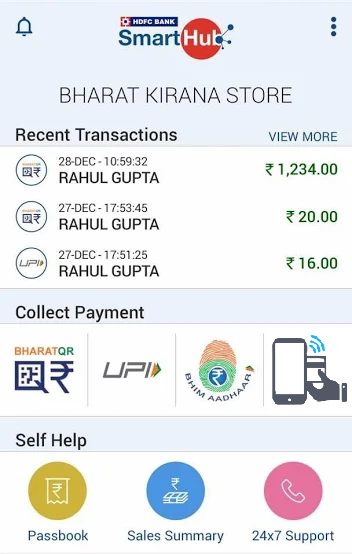 HDFC BANK
SmartHub
BHARAT KIRANA STORE
Recent Transactions VIEW MORE
28-DEC - 10:59:32
RAHUL GUPTA ₹ 1,234.00
27-DEC - 17:53:45
RAHUL GUPTA ₹ 20.00
27-DEC - 17:51:25
UPI RAHUL GUPTA ₹ 16.00
Collect Payment
BHARATQR UPI BHIM AADHAAR
Self Help
Passbook Sales Summary 24x7 Support